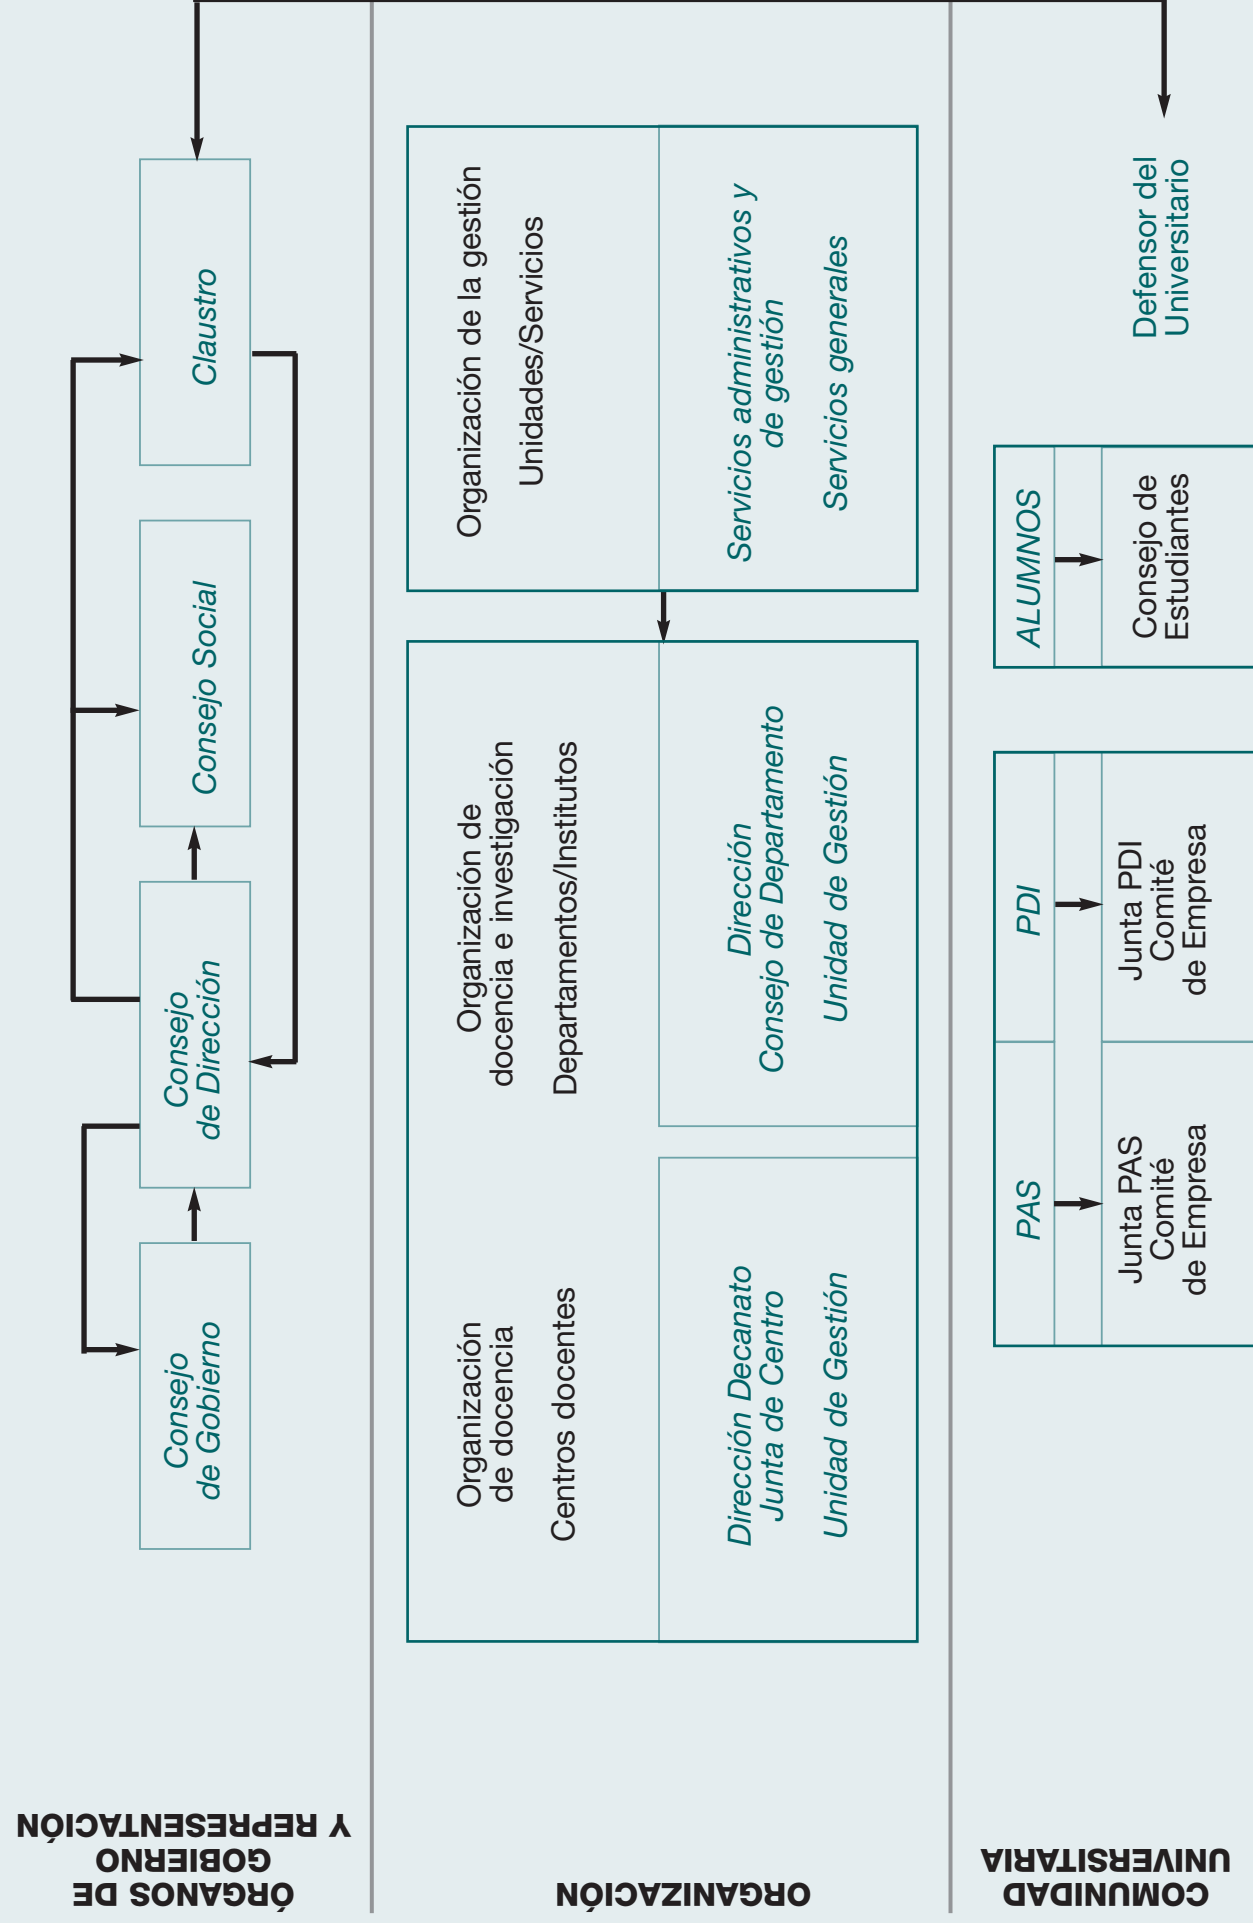 ÓRGANOS DE
GOBIERNO
Y REPRESENTACIÓN
Consejo
de Gobierno
Consejo
de Dirección
Consejo Social
Claustro
ORGANIZACIÓN
Organización
de docencia
Centros docentes
Dirección Decanato
Junta de Centro
Unidad de Gestión
Organización de
docencia e investigación
Departamentos/Institutos
Dirección
Consejo de Departamento
Unidad de Gestión
Organización de la gestión
Unidades/Servicios
Servicios administrativos y
de gestión
Servicios generales
COMUNIDAD
UNIVERSITARIA
PAS
Junta PAS
Comité
de Empresa
PDI
Junta PDI
Comité
de Empresa
ALUMNOS
Consejo de
Estudiantes
Defensor del
Universitario